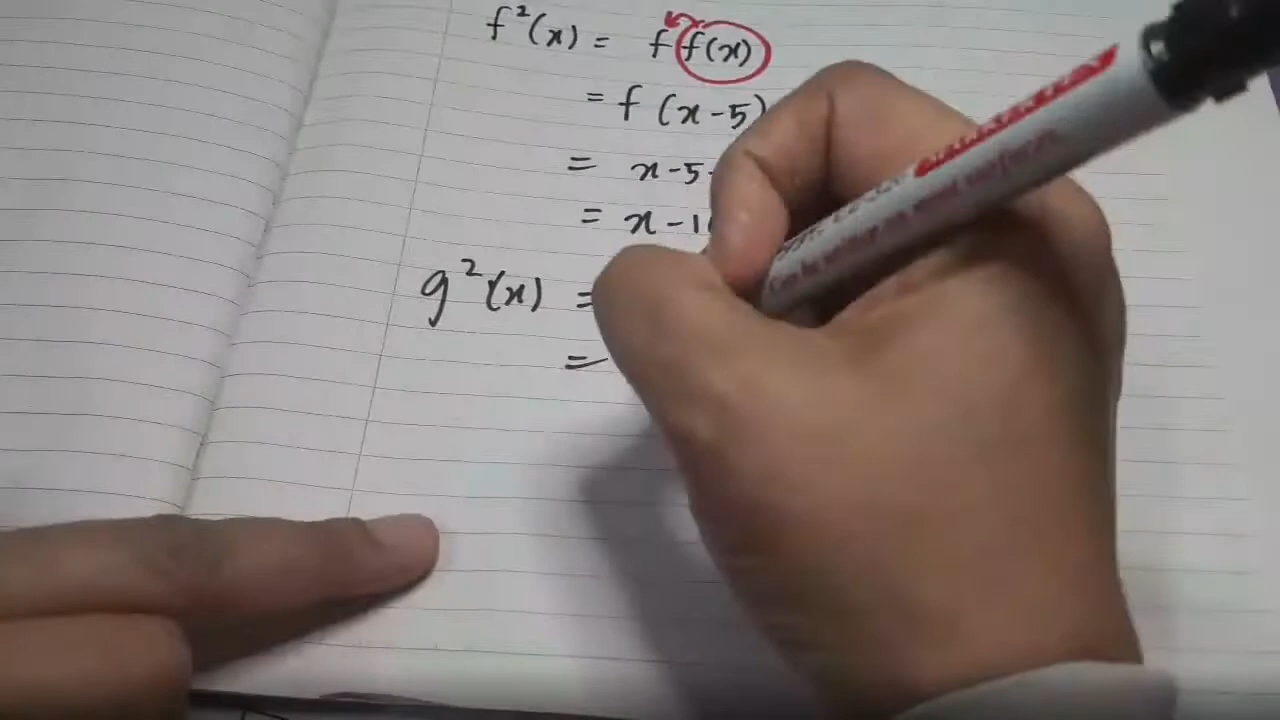 f²(x) = f f(x)
= f (x-5)
= x-5
= x-1
g²(x) =
=